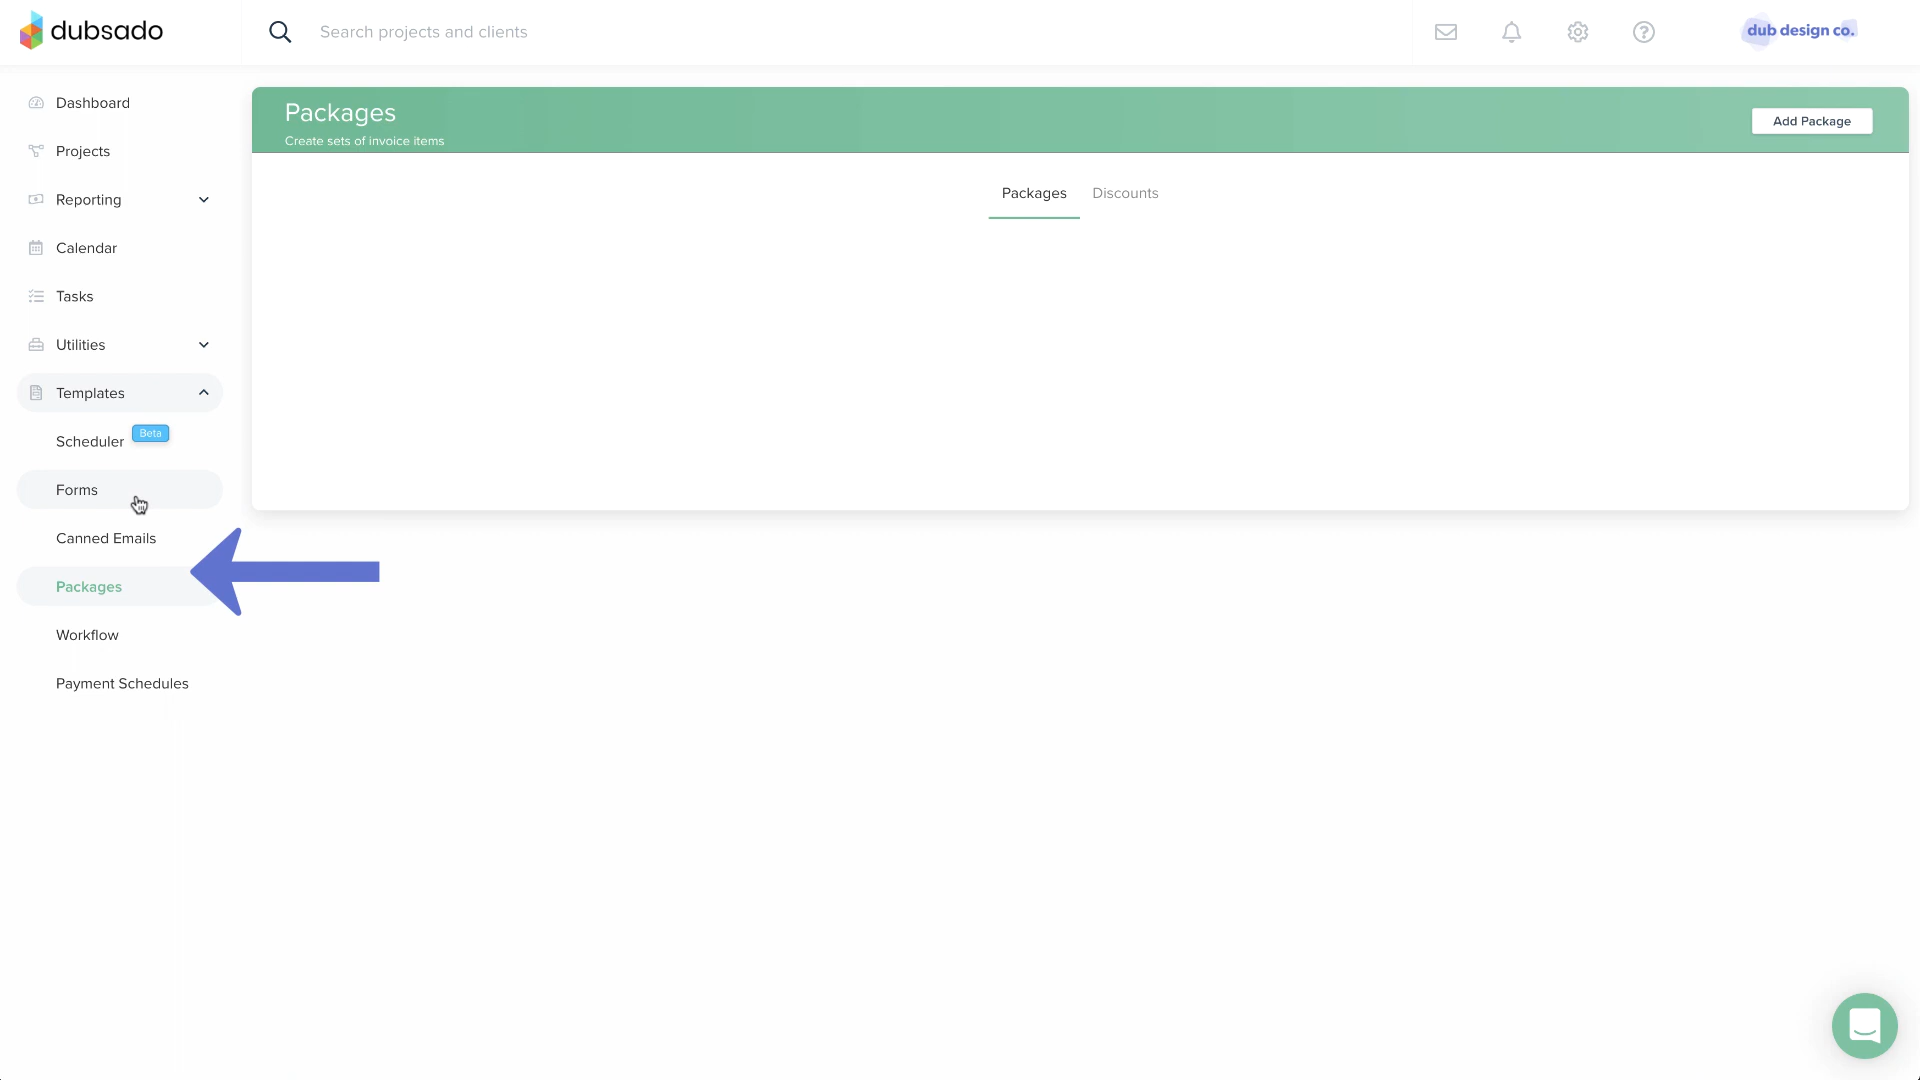 dubsado
Search projects and clients
dub design co.
Dashboard
Projects
Reporting
Calendar
Tasks
Utilities
Templates
Scheduler
Beta
Forms
Canned Emails
Packages
Workflow
Payment Schedules
Packages
Create sets of invoice items
Add Package
Packages
Discounts